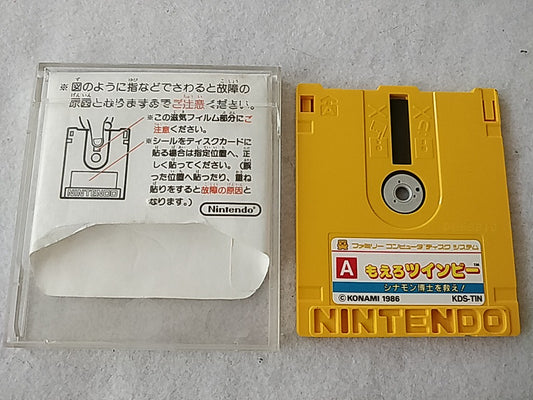 ※図のように指などでさわると故障の
原因となりますのでご注意ください。
※この磁気フィルム部分にご
注意ください。
※シールをディスクカードに
貼る場合は指定位置へ、正
しく貼ってください。(誤
った位置へ貼ったり、重ね
貼りをすると故障の原因と
なります。)
NINTENDO
Nintendo®
ファミリー コンピュータ ディスク システム
A
もえろツインビー™
シナモン博士を救え!
©KONAMI 1986
KDS-TIN
NINTENDO